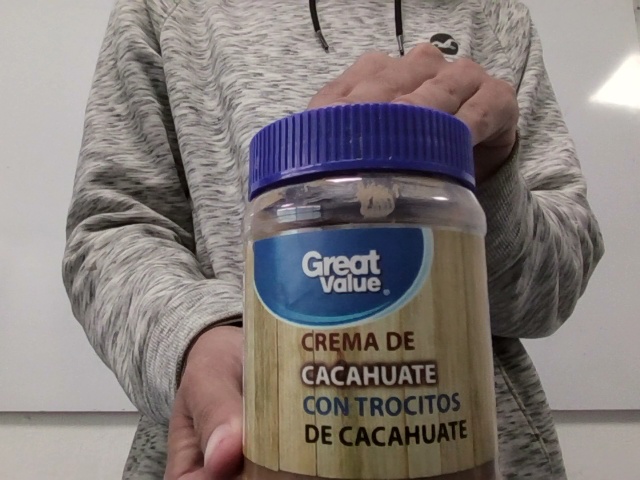 Great
Value®
CREMA DE
CACAHUATE
CON TROCITOS
DE CACAHUATE